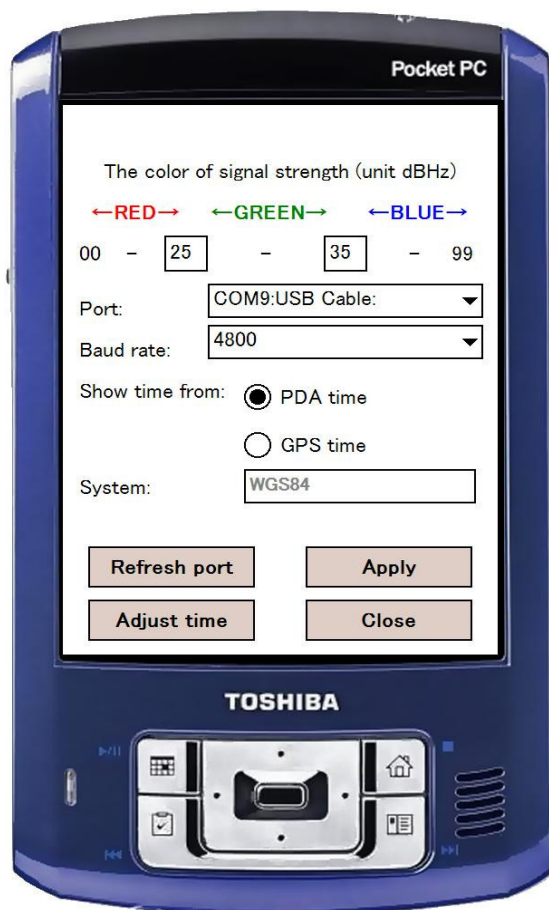 Pocket PC
The color of signal strength (unit dBHz)
←RED→ ←GREEN→ ←BLUE→
00 - 25 - 35 - 99
Port: COM9:USB Cable:
Baud rate: 4800
Show time from: PDA time
GPS time
System: WGS84
Refresh port Apply
Adjust time Close
TOSHIBA